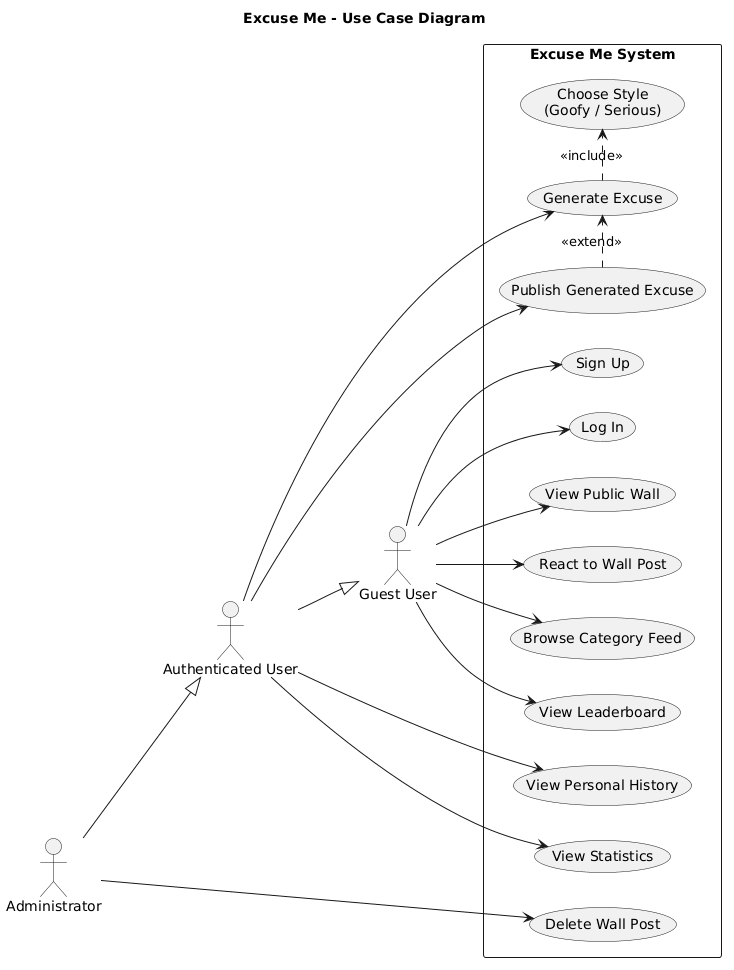 Excuse Me - Use Case Diagram
Excuse Me System
Choose Style
(Goofy / Serious)
«include»
Generate Excuse
«extend»
Publish Generated Excuse
Sign Up
Log In
View Public Wall
React to Wall Post
Guest User
Browse Category Feed
Authenticated User
View Leaderboard
View Personal History
View Statistics
Administrator
Delete Wall Post